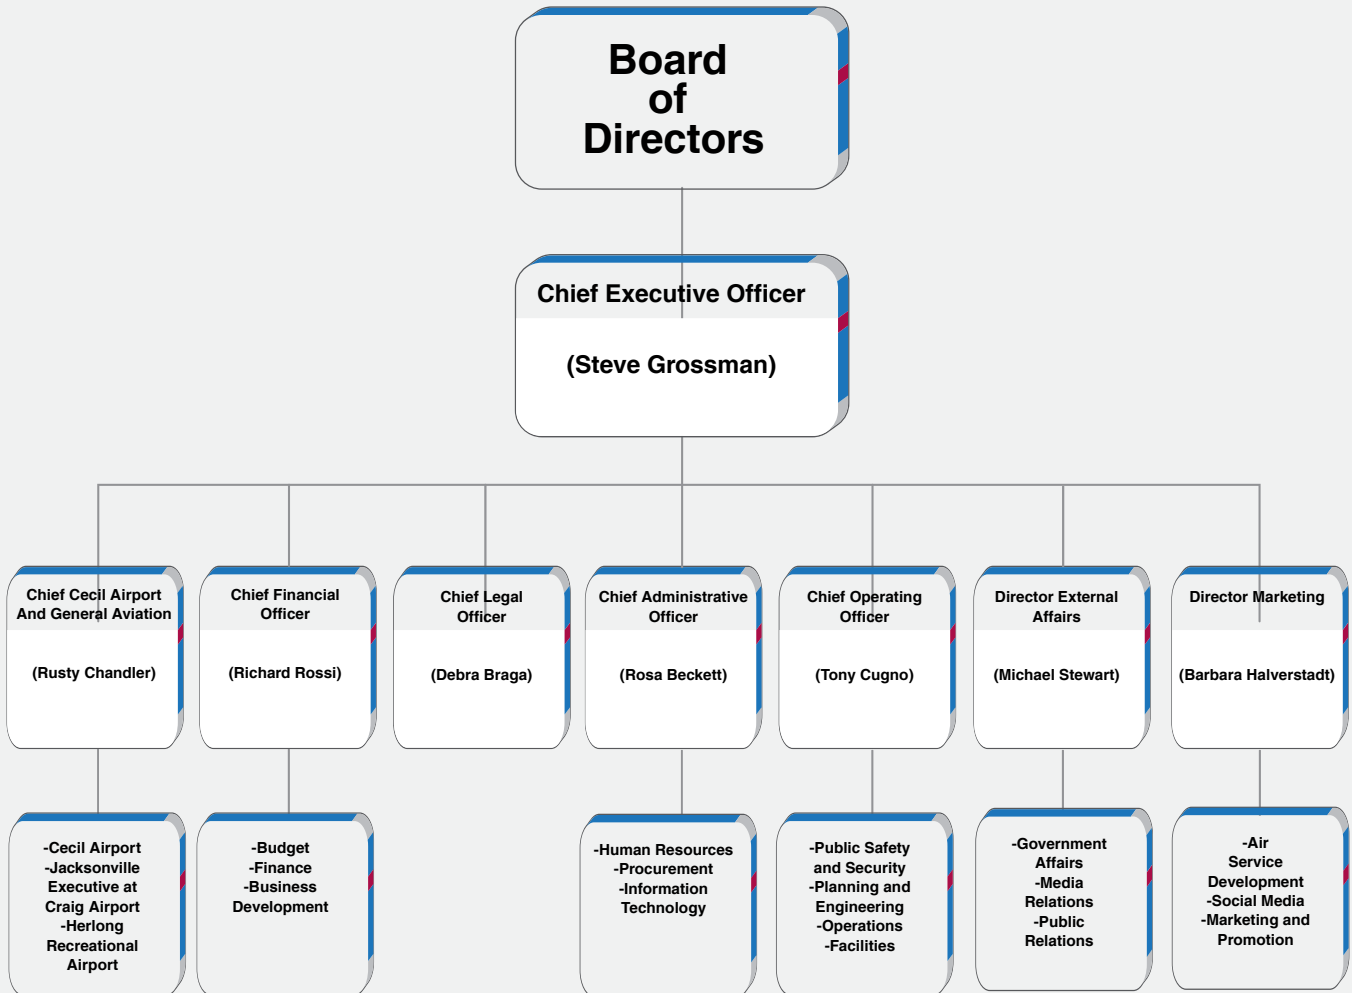 Board
of
Directors
Chief Executive Officer
(Steve Grossman)
Chief Cecil Airport
And General Aviation
(Rusty Chandler)
Chief Financial
Officer
(Richard Rossi)
Chief Legal
Officer
(Debra Braga)
Chief Administrative
Officer
(Rosa Beckett)
Chief Operating
Officer
(Tony Cugno)
Director External
Affairs
(Michael Stewart)
Director Marketing
(Barbara Halverstadt)
-Cecil Airport
-Jacksonville
Executive at
Craig Airport
-Herlong
Recreational
Airport
-Budget
-Finance
-Business
Development
-Human Resources
-Procurement
-Information
Technology
-Public Safety
and Security
-Planning and
Engineering
-Operations
-Facilities
-Government
Affairs
-Media
Relations
-Public
Relations
-Air
Service
Development
-Social Media
-Marketing and
Promotion